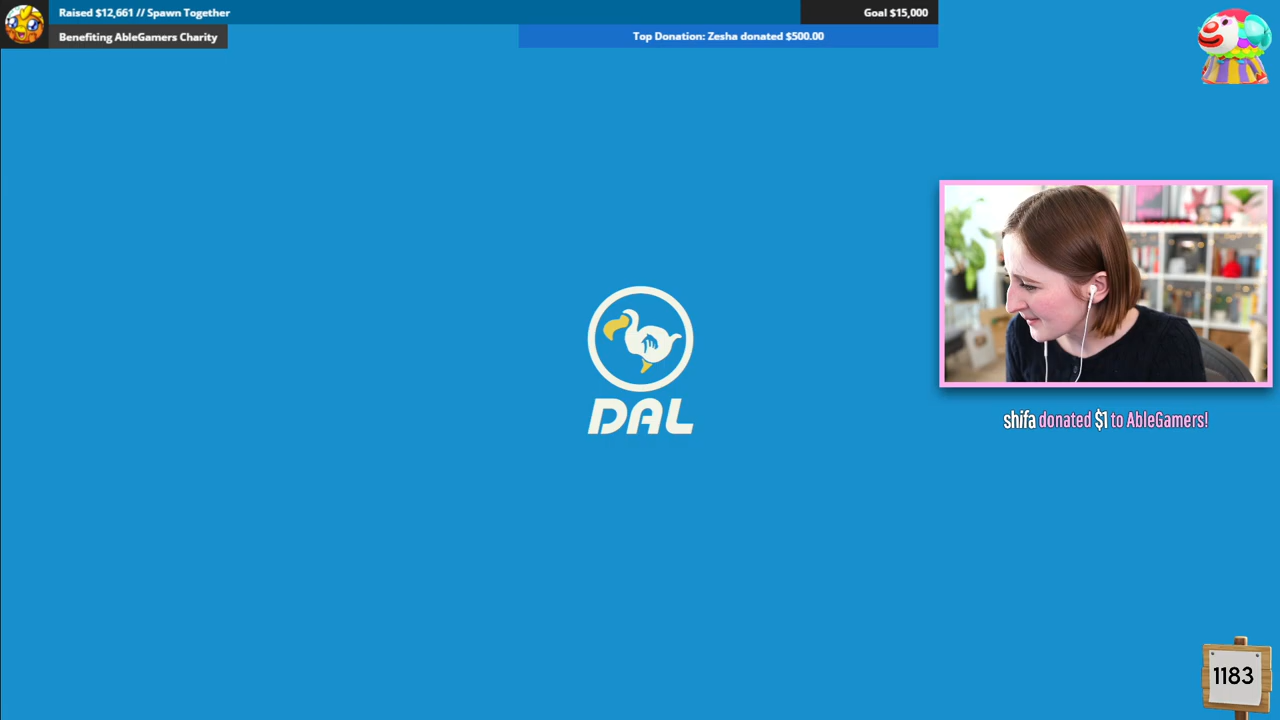 Raised $12,661 // Spawn Together
Goal $15,000
Benefiting AbleGamers Charity
Top Donation: Zesha donated $500.00
DAL
shifa donated $1 to AbleGamers!
1183